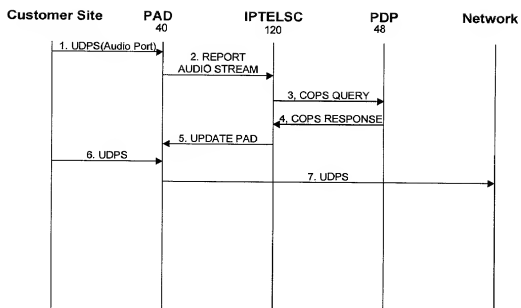 Customer Site PAD IPTELSC PDP Network
40 120 48
1. UDPS(Audio Port)
2. REPORT
AUDIO STREAM
3, COPS QUERY
4, COPS RESPONSE
5. UPDATE PAD
6. UDPS
7. UDPS